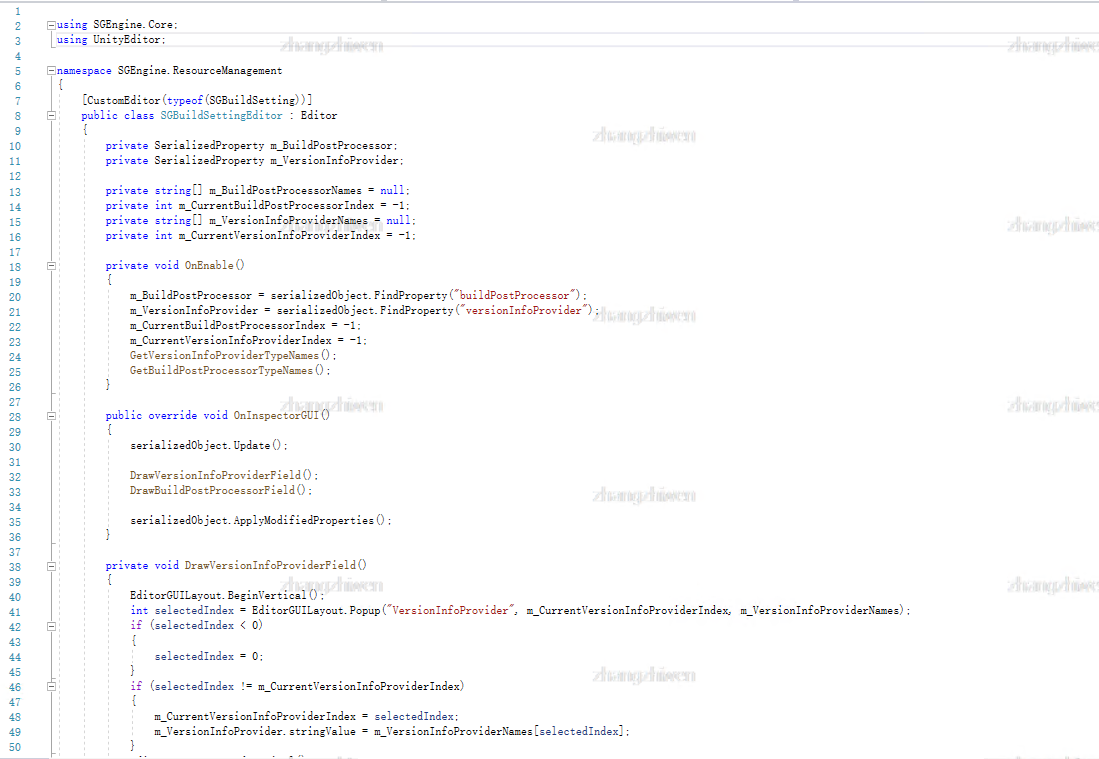 1
2 using SGEngine.Core;
3 using UnityEditor;
4
5 namespace SGEngine.ResourceManagement
6 {
7 [CustomEditor(typeof(SGBuildSetting))]
8 public class SGBuildSettingEditor : Editor
9 {
10 private SerializedProperty m_BuildPostProcessor;
11 private SerializedProperty m_VersionInfoProvider;
12
13 private string[] m_BuildPostProcessorNames = null;
14 private int m_CurrentBuildPostProcessorIndex = -1;
15 private string[] m_VersionInfoProviderNames = null;
16 private int m_CurrentVersionInfoProviderIndex = -1;
17
18 private void OnEnable()
19 {
20 m_BuildPostProcessor = serializedObject.FindProperty("buildPostProcessor");
21 m_VersionInfoProvider = serializedObject.FindProperty("versionInfoProvider");
22 m_CurrentBuildPostProcessorIndex = -1;
23 m_CurrentVersionInfoProviderIndex = -1;
24 GetVersionInfoProviderTypeNames();
25 GetBuildPostProcessorTypeNames();
26 }
27
28 public override void OnInspectorGUI()
29 {
30 serializedObject.Update();
31
32 DrawVersionInfoProviderField();
33 DrawBuildPostProcessorField();
34
35 serializedObject.ApplyModifiedProperties();
36 }
37
38 private void DrawVersionInfoProviderField()
39 {
40 EditorGUILayout.BeginVertical();
41 int selectedIndex = EditorGUILayout.Popup("VersionInfoProvider", m_CurrentVersionInfoProviderIndex, m_VersionInfoProviderNames);
42 if (selectedIndex < 0)
43 {
44 selectedIndex = 0;
45 }
46 if (selectedIndex != m_CurrentVersionInfoProviderIndex)
47 {
48 m_CurrentVersionInfoProviderIndex = selectedIndex;
49 m_VersionInfoProvider.stringValue = m_VersionInfoProviderNames[selectedIndex];
50 }